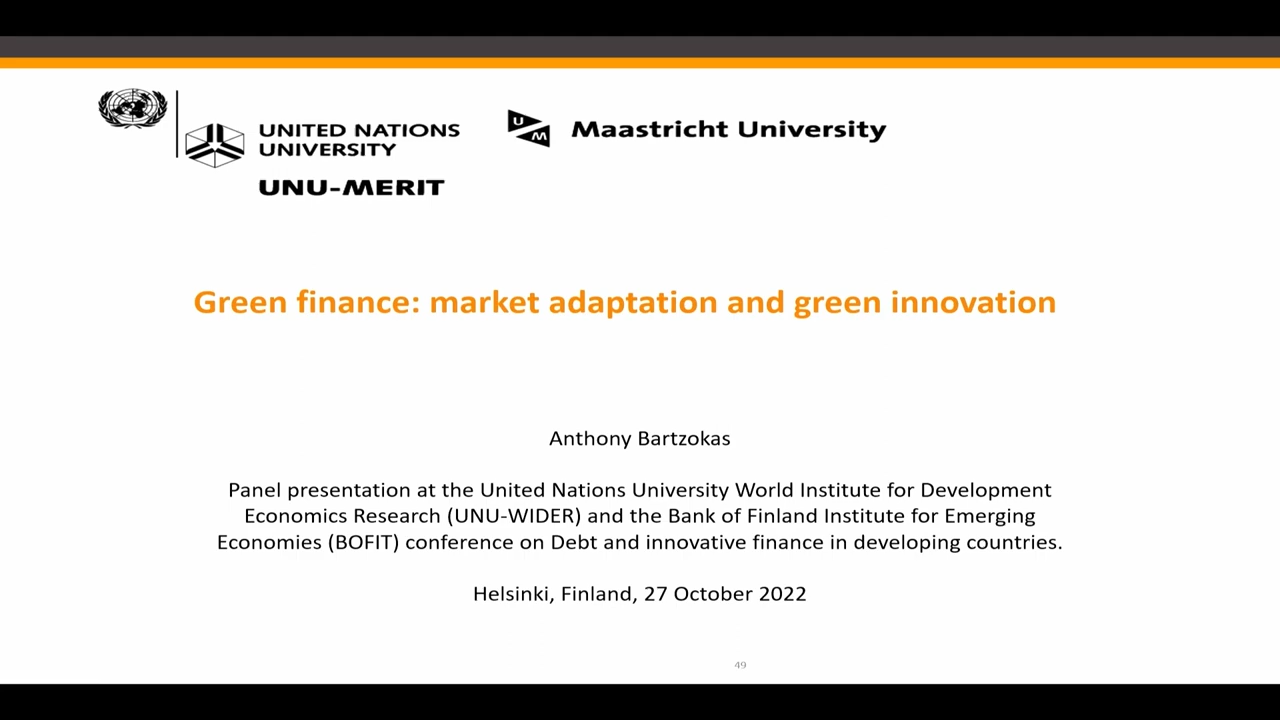 UNITED NATIONS
UNIVERSITY
UNU-MERIT
UM
Maastricht University
Green finance: market adaptation and green innovation
Anthony Bartzokas
Panel presentation at the United Nations University World Institute for Development
Economics Research (UNU-WIDER) and the Bank of Finland Institute for Emerging
Economies (BOFIT) conference on Debt and innovative finance in developing countries.
Helsinki, Finland, 27 October 2022
49